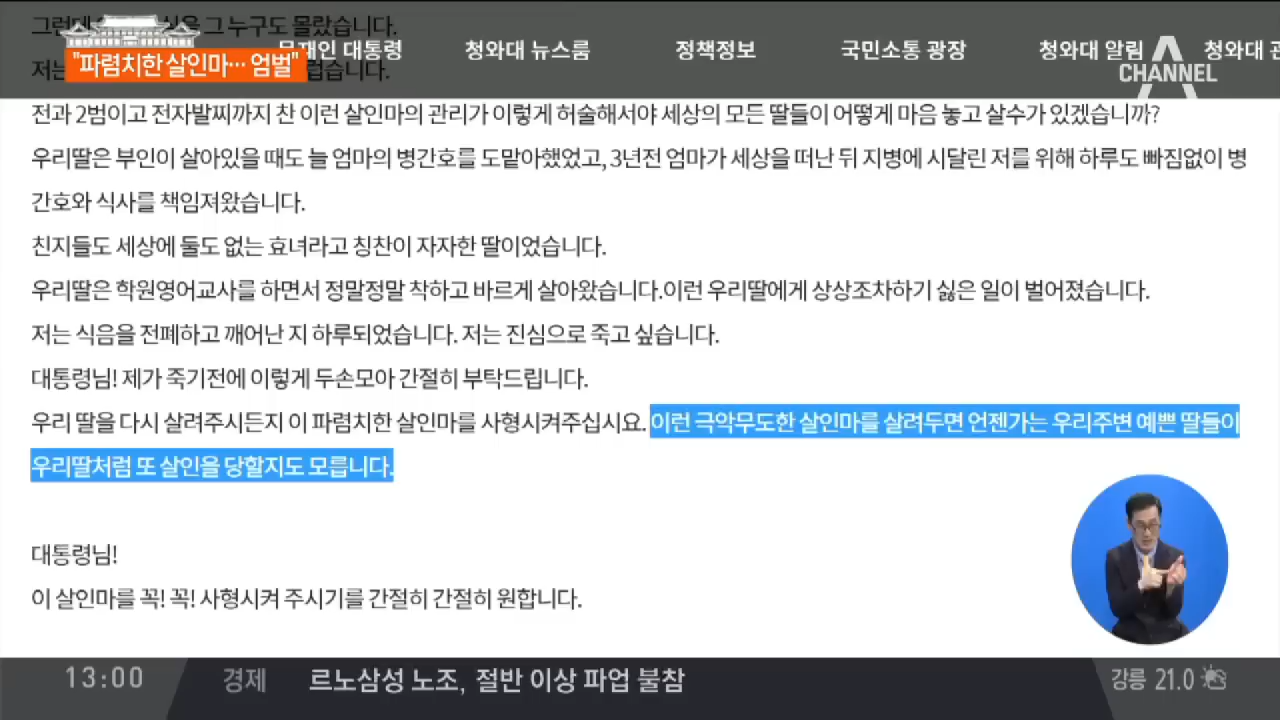 그런데 그 누구도 몰랐습니다.
문재인 대통령 청와대 뉴스룸 정책정보 국민소통 광장 청와대 알림 청와대
"파렴치한 살인마… 엄벌"
저는 럽습니다.
CHANNEL A
전과 2범이고 전자발찌까지 찬 이런 살인마의 관리가 이렇게 허술해서야 세상의 모든 딸들이 어떻게 마음 놓고 살수가 있겠습니까?
우리딸은 부인이 살아있을 때도 늘 엄마의 병간호를 도맡아했었고, 3년전 엄마가 세상을 떠난 뒤 지병에 시달린 저를 위해 하루도 빠짐없이 병
간호와 식사를 책임져왔습니다.
친지들도 세상에 둘도 없는 효녀라고 칭찬이 자자한 딸이었습니다.
우리딸은 학원영어교사를 하면서 정말정말 착하고 바르게 살아왔습니다.이런 우리딸에게 상상조차하기 싫은 일이 벌어졌습니다.
저는 식음을 전폐하고 깨어난 지 하루되었습니다. 저는 진심으로 죽고 싶습니다.
대통령님! 제가 죽기전에 이렇게 두손모아 간절히 부탁드립니다.
우리 딸을 다시 살려주시든지 이 파렴치한 살인마를 사형시켜주십시요. 이런 극악무도한 살인마를 살려두면 언젠가는 우리주변 예쁜 딸들이
우리딸처럼 또 살인을 당할지도 모릅니다.
대통령님!
이 살인마를 꼭! 꼭! 사형시켜 주시기를 간절히 간절히 원합니다.
13:00 경제 르노삼성 노조, 절반 이상 파업 불참 강릉 21.0